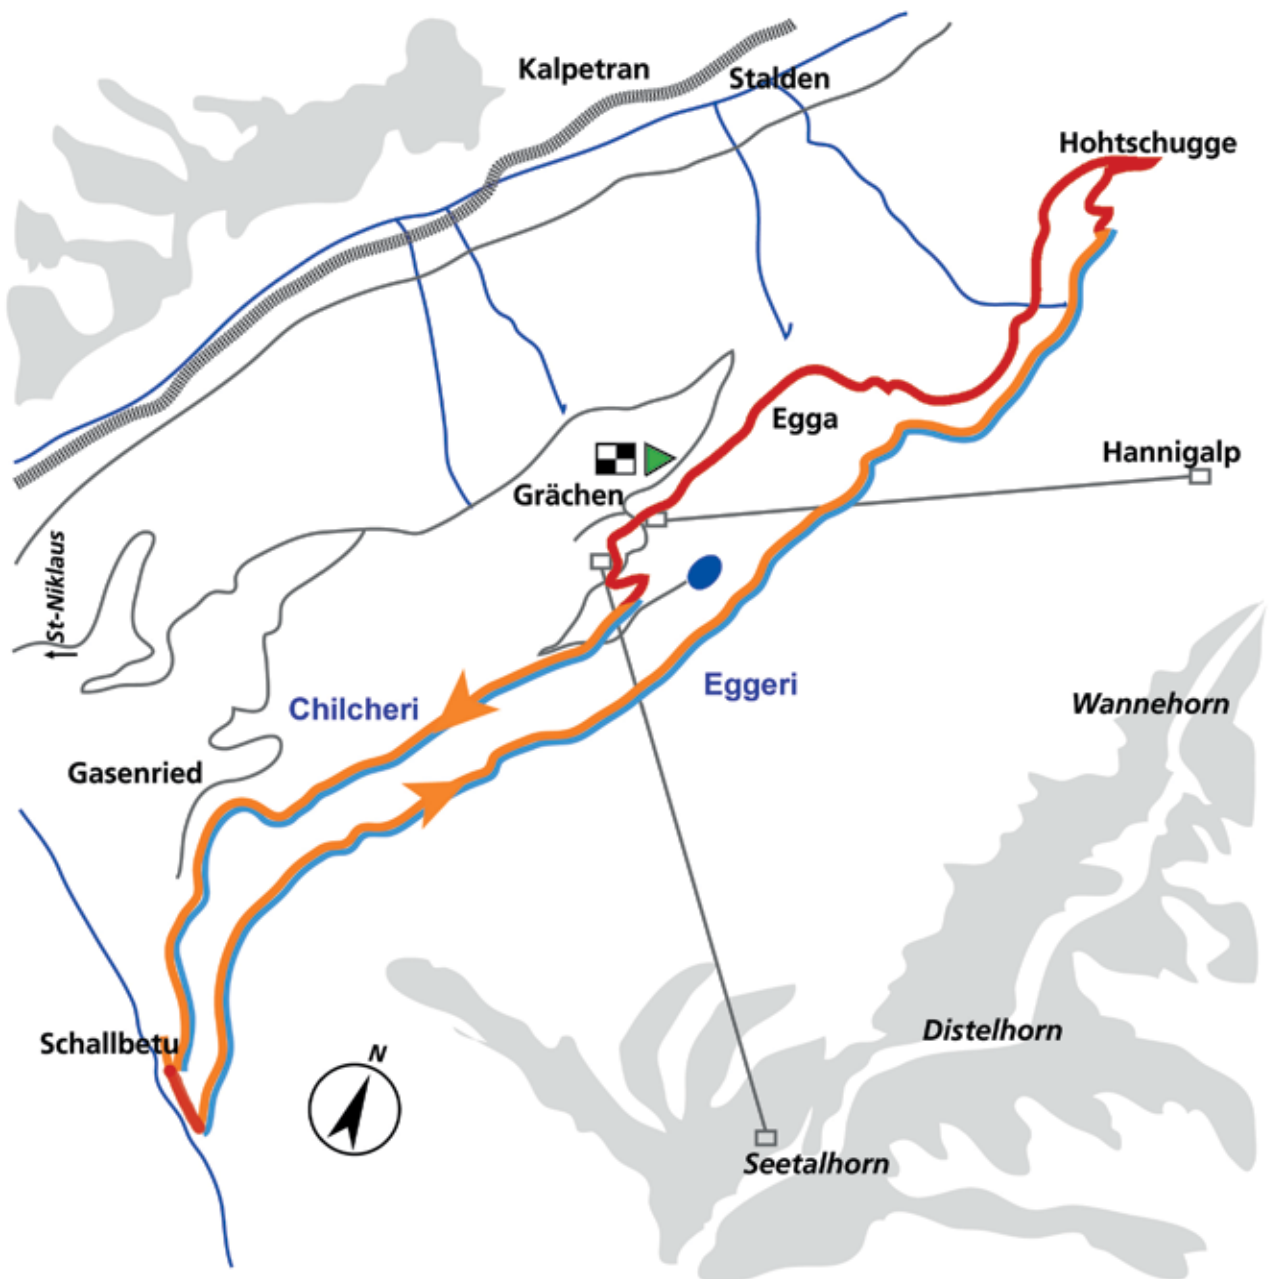 Kalpetran
Stalden
Hohtschugge
Egga
Hannigalp
Grächen
St-Niklaus
Eggeri
Chilcheri
Wannehorn
Gasenried
Distelhorn
Schallbetu
N
Seetalhorn